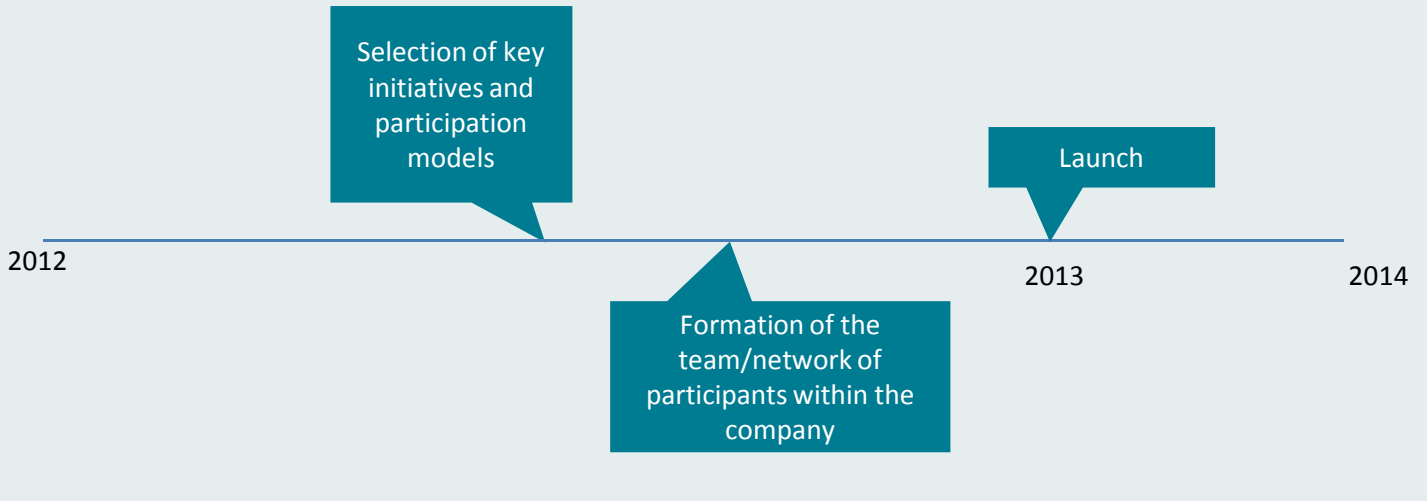 Selection of key
initiatives and
participation
models
Launch
2012
2013
2014
Formation of the
team/network of
participants within the
company